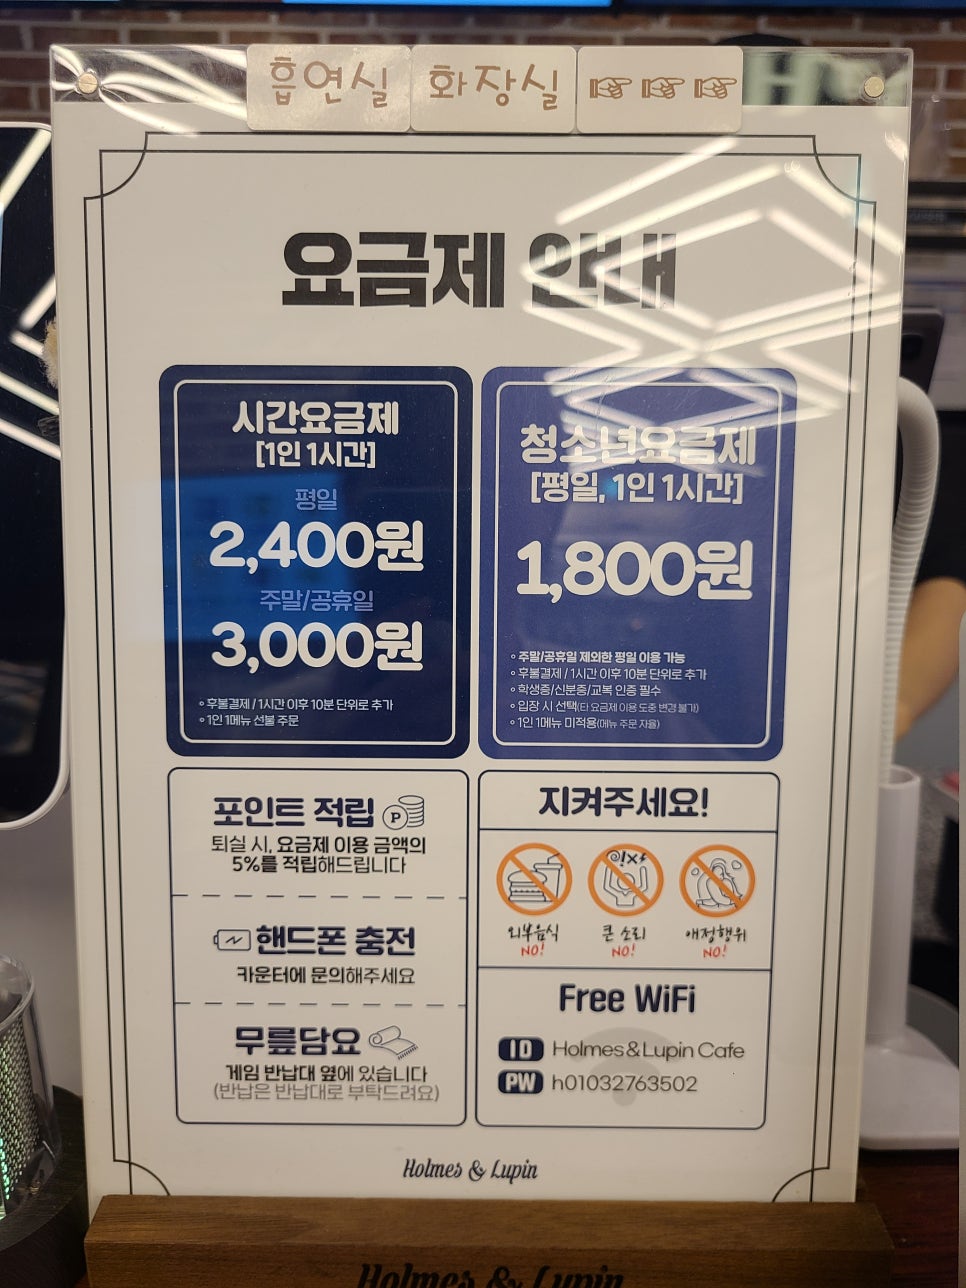 흡연실 화장실
요금제 안내
시간요금제
[1인 1시간]
평일
2,400원
주말/공휴일
3,000원
◦ 후불결제 / 1시간 이후 10분 단위로 추가
◦ 1인 1메뉴 선불 주문
청소년요금제
[평일, 1인 1시간]
1,800원
◦ 주말/공휴일 제외한 평일 이용 가능
◦ 후불결제 / 1시간 이후 10분 단위로 추가
◦ 학생증/신분증/교복 인증 필수
◦ 입장 시 선택(타 요금제 이용 도중 변경 불가)
◦ 1인 1메뉴 미적용(메뉴 주문 자율)
포인트 적립
P
퇴실 시, 요금제 이용 금액의
5%를 적립해드립니다
핸드폰 충전
카운터에 문의해주세요
무릎담요
게임 반납대 옆에 있습니다
(반납은 반납대로 부탁드려요)
지켜주세요!
외부음식 큰 소리 애정행위
NO! NO! NO!
Free WiFi
ID Holmes&Lupin Cafe
PW h01032763502
Holmes & Lupin
Holmes & Lupin